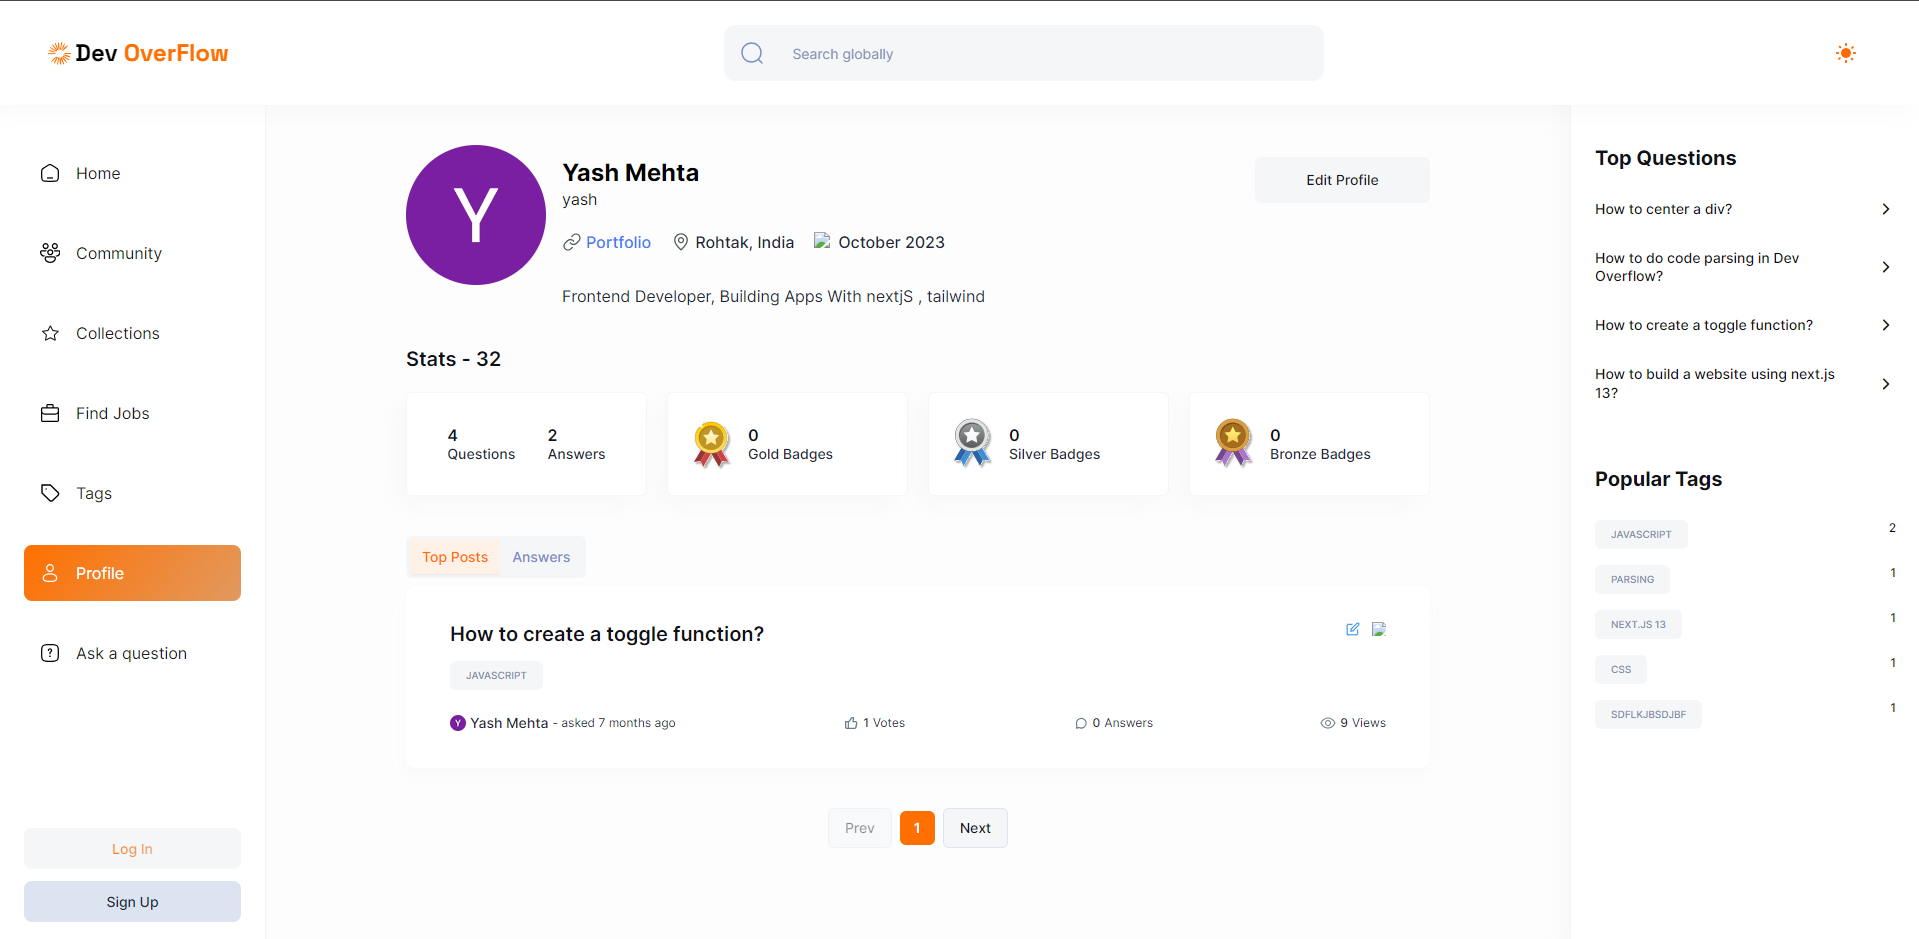 Dev OverFlow
Search globally
Home
Community
Collections
Find Jobs
Tags
Profile
Ask a question
Log In
Sign Up
Y
Yash Mehta
yash
Portfolio Rohtak, India October 2023
Frontend Developer, Building Apps With nextjS , tailwind
Edit Profile
Stats - 32
4 2
Questions Answers
0
Gold Badges
0
Silver Badges
0
Bronze Badges
Top Posts Answers
How to create a toggle function?
JAVASCRIPT
Y Yash Mehta - asked 7 months ago 1 Votes 0 Answers 9 Views
Prev 1 Next
Top Questions
How to center a div?
How to do code parsing in Dev
Overflow?
How to create a toggle function?
How to build a website using next.js
13?
Popular Tags
JAVASCRIPT 2
PARSING 1
NEXT.JS 13 1
CSS 1
SDFLKJBSDJBF 1